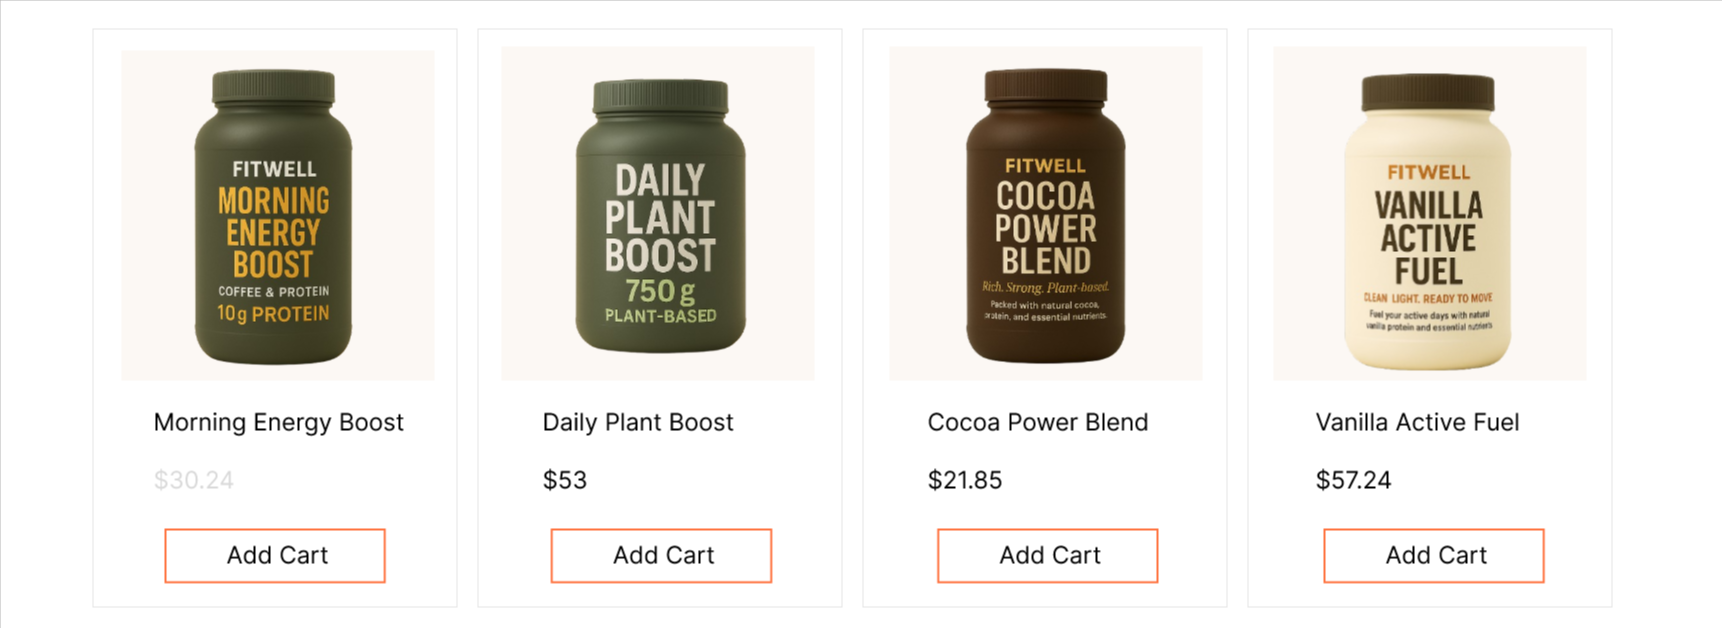 FITWELL
MORNING
ENERGY
BOOST
COFFEE & PROTEIN
10g PROTEIN
Morning Energy Boost
$30.24
Add Cart
DAILY
PLANT
BOOST
750 g
PLANT-BASED
Daily Plant Boost
$53
Add Cart
FITWELL
COCOA
POWER
BLEND
Rich. Strong. Plant-based.
Packed with natural cocoa,
protein, and essential nutrients.
Cocoa Power Blend
$21.85
Add Cart
FITWELL
VANILLA
ACTIVE
FUEL
CLEAN LIGHT. READY TO MOVE
Fuel your active days with natural
vanilla protein and essential nutrients
Vanilla Active Fuel
$57.24
Add Cart